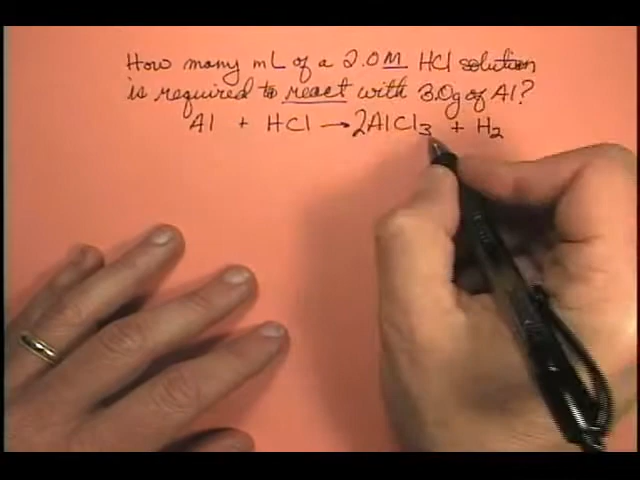 How many mL of a 2.0 M HCl solution
is required to react with 3.0g of Al?
Al + HCl → 2AlCl₃ + H₂